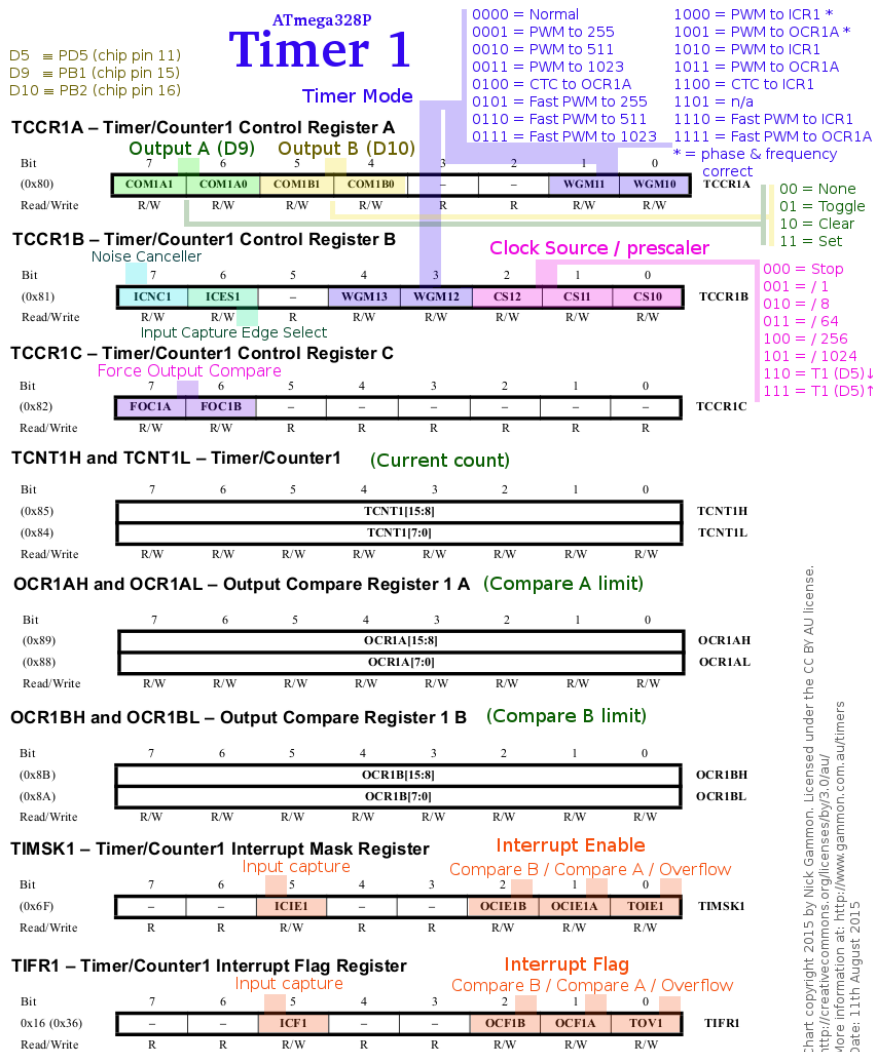 ATmega328P
Timer 1
D5 ≡ PD5 (chip pin 11)
D9 ≡ PB1 (chip pin 15)
D10 ≡ PB2 (chip pin 16)
Timer Mode
0000 = Normal
0001 = PWM to 255
0010 = PWM to 511
0011 = PWM to 1023
0100 = CTC to OCR1A
0101 = Fast PWM to 255
0110 = Fast PWM to 511
0111 = Fast PWM to 1023
1000 = PWM to ICR1 *
1001 = PWM to OCR1A *
1010 = PWM to ICR1
1011 = PWM to OCR1A
1100 = CTC to ICR1
1101 = n/a
1110 = Fast PWM to ICR1
1111 = Fast PWM to OCR1A
* = phase & frequency
correct
TCCR1A – Timer/Counter1 Control Register A
Output A (D9) Output B (D10)
Bit 7 6 5 4 3 2 1 0
(0x80) COM1A1 COM1A0 COM1B1 COM1B0 – – WGM11 WGM10 TCCR1A
Read/Write R/W R/W R/W R/W R R R/W R/W
00 = None
01 = Toggle
10 = Clear
11 = Set
TCCR1B – Timer/Counter1 Control Register B
Noise Canceller
Clock Source / prescaler
Bit 7 6 5 4 3 2 1 0
(0x81) ICNC1 ICES1 – WGM13 WGM12 CS12 CS11 CS10 TCCR1B
Read/Write R/W R/W R R/W R/W R/W R/W R/W
Input Capture Edge Select
000 = Stop
001 = / 1
010 = / 8
011 = / 64
100 = / 256
101 = / 1024
110 = T1 (D5)↓
111 = T1 (D5)↑
TCCR1C – Timer/Counter1 Control Register C
Force Output Compare
Bit 7 6 5 4 3 2 1 0
(0x82) FOC1A FOC1B – – – – – – TCCR1C
Read/Write R/W R/W R R R R R R
TCNT1H and TCNT1L – Timer/Counter1 (Current count)
Bit 7 6 5 4 3 2 1 0
(0x85) TCNT1[15:8] TCNT1H
(0x84) TCNT1[7:0] TCNT1L
Read/Write R/W R/W R/W R/W R/W R/W R/W R/W
OCR1AH and OCR1AL – Output Compare Register 1 A (Compare A limit)
Bit 7 6 5 4 3 2 1 0
(0x89) OCR1A[15:8] OCR1AH
(0x88) OCR1A[7:0] OCR1AL
Read/Write R/W R/W R/W R/W R/W R/W R/W R/W
OCR1BH and OCR1BL – Output Compare Register 1 B (Compare B limit)
Bit 7 6 5 4 3 2 1 0
(0x8B) OCR1B[15:8] OCR1BH
(0x8A) OCR1B[7:0] OCR1BL
Read/Write R/W R/W R/W R/W R/W R/W R/W R/W
TIMSK1 – Timer/Counter1 Interrupt Mask Register Interrupt Enable
Input capture Compare B / Compare A / Overflow
Bit 7 6 5 4 3 2 1 0
(0x6F) – – ICIE1 – – OCIE1B OCIE1A TOIE1 TIMSK1
Read/Write R R R/W R R R/W R/W R/W
TIFR1 – Timer/Counter1 Interrupt Flag Register Interrupt Flag
Input capture Compare B / Compare A / Overflow
Bit 7 6 5 4 3 2 1 0
0x16 (0x36) – – ICF1 – – OCF1B OCF1A TOV1 TIFR1
Read/Write R R R/W R R R/W R/W R/W
Chart copyright 2015 by Nick Gammon. Licensed under the CC BY AU license.
http://creativecommons.org/licenses/by/3.0/au/
More information at: http://www.gammon.com.au/timers
Date: 11th August 2015